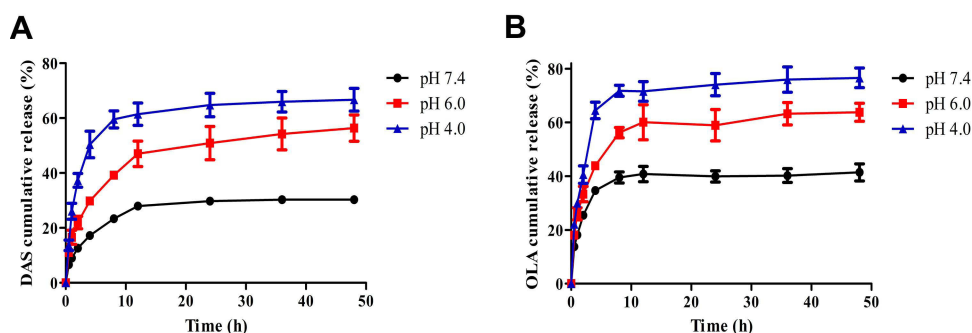 A
DAS cumulative release (%)
80
60
40
20
0
0 10 20 30 40 50
Time (h)
pH 7.4
pH 6.0
pH 4.0
B
OLA cumulative release (%)
80
60
40
20
0
0 10 20 30 40 50
Time (h)
pH 7.4
pH 6.0
pH 4.0